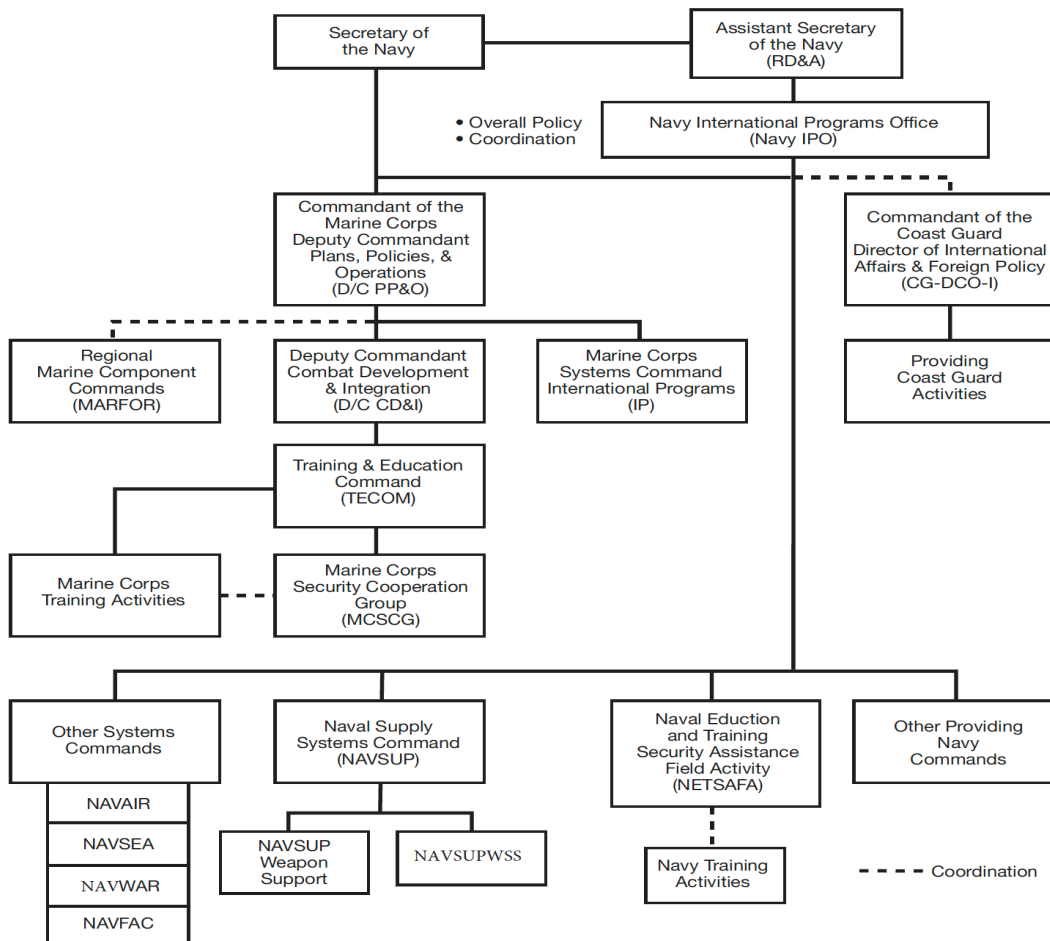 Secretary of
the Navy
Assistant Secretary
of the Navy
(RD&A)
• Overall Policy
• Coordination
Navy International Programs Office
(Navy IPO)
Commandant of the
Marine Corps
Deputy Commandant
Plans, Policies, &
Operations
(D/C PP&O)
Commandant of the
Coast Guard
Director of International
Affairs & Foreign Policy
(CG-DCO-I)
Regional
Marine Component
Commands
(MARFOR)
Deputy Commandant
Combat Development
& Integration
(D/C CD&I)
Marine Corps
Systems Command
International Programs
(IP)
Providing
Coast Guard
Activities
Training & Education
Command
(TECOM)
Marine Corps
Training Activities
Marine Corps
Security Cooperation
Group
(MCSCG)
Other Systems
Commands
Naval Supply
Systems Command
(NAVSUP)
Naval Eduction
and Training
Security Assistance
Field Activity
(NETSAFA)
Other Providing
Navy
Commands
NAVAIR
NAVSEA
NAVWAR
NAVFAC
NAVSUP
Weapon
Support
NAVSUPWSS
Navy Training
Activities
Coordination